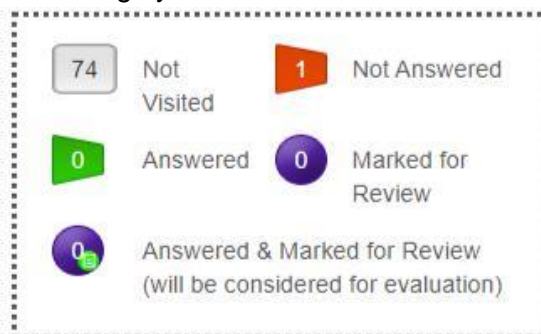 74 Not Visited
1 Not Answered
0 Answered
0 Marked for Review
0 Answered & Marked for Review
(will be considered for evaluation)